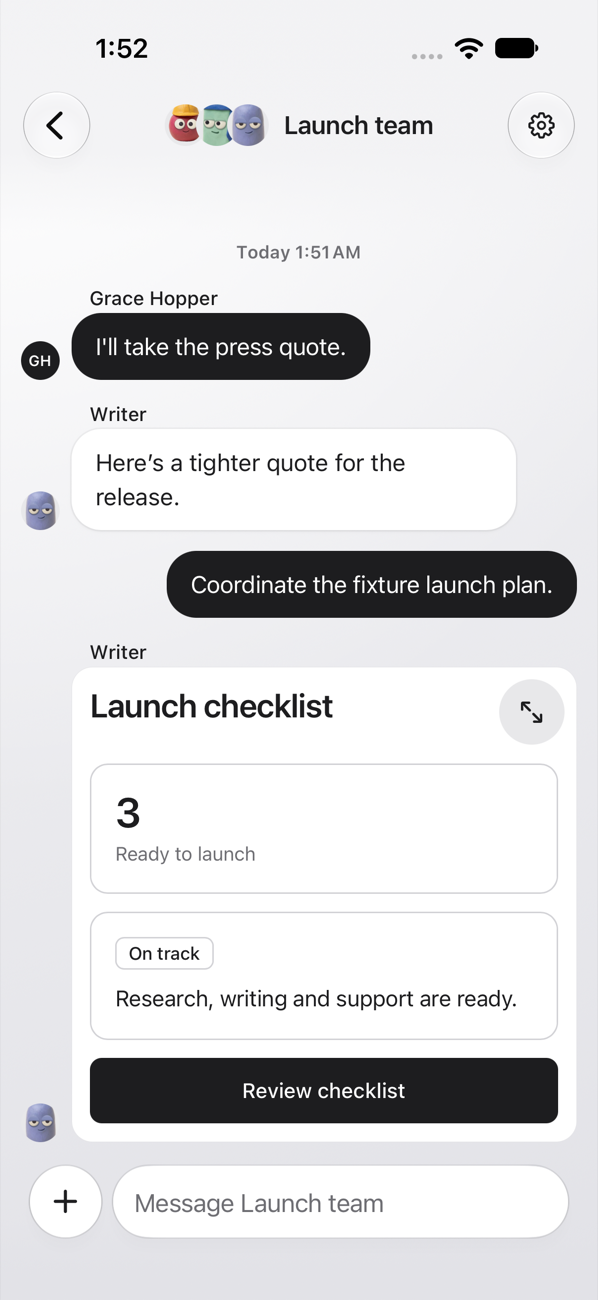 1:52
Launch team
Today 1:51 AM
Grace Hopper
I'll take the press quote.
GH
Writer
Here’s a tighter quote for the
release.
Coordinate the fixture launch plan.
Writer
Launch checklist
3
Ready to launch
On track
Research, writing and support are ready.
Review checklist
Message Launch team